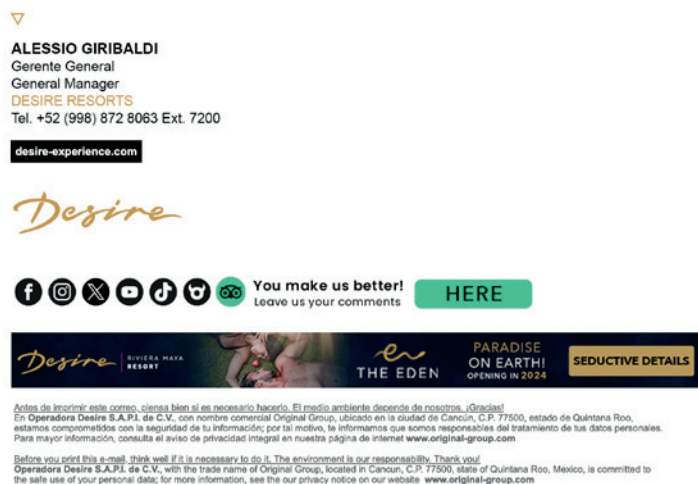 ALESSIO GIRIBALDI
Gerente General
General Manager
DESIRE RESORTS
Tel. +52 (998) 872 8063 Ext. 7200
desire-experience.com
Desire
You make us better!
Leave us your comments
HERE
Desire RIVIERA MAYA RESORT
THE EDEN
PARADISE
ON EARTH!
OPENING IN 2024
SEDUCTIVE DETAILS
Antes de imprimir este correo, piensa bien si es necesario hacerlo. El medio ambiente depende de nosotros. ¡Gracias!
En Operadora Desire S.A.P.I. de C.V., con nombre comercial Original Group, ubicado en la ciudad de Cancún, C.P. 77500, estado de Quintana Roo,
estamos comprometidos con la seguridad de tu información; por tal motivo, te informamos que somos responsables del tratamiento de tus datos personales.
Para mayor información, consulta el aviso de privacidad integral en nuestra página de internet www.original-group.com
Before you print this e-mail, think well if it is necessary to do it. The environment is our responsability. Thank you!
Operadora Desire S.A.P.I. de C.V., with the trade name of Original Group, located in Cancun, C.P. 77500, state of Quintana Roo, Mexico, is committed to
the safe use of your personal data; for more information, see the our privacy notice on our website www.original-group.com